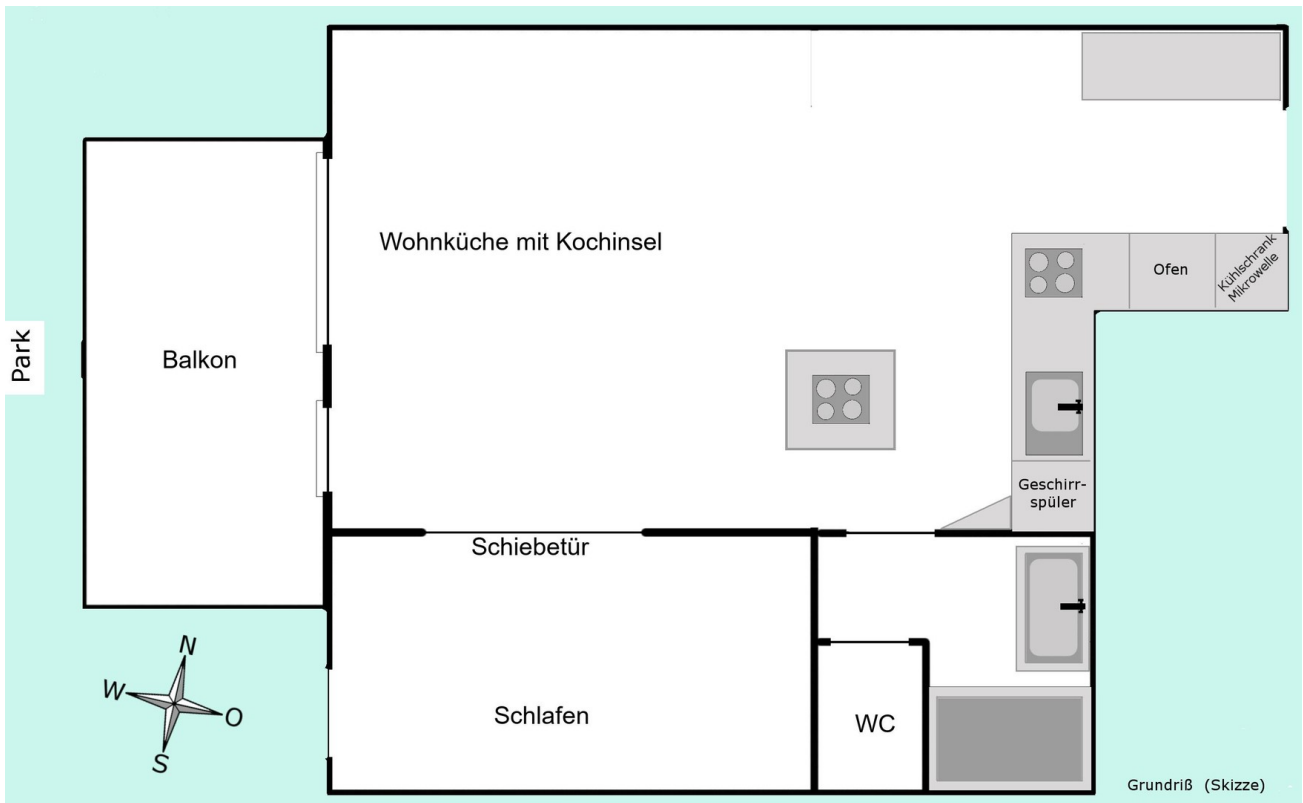 Wohnküche mit Kochinsel
Ofen
Kühlschrank
Mikrowelle
Park
Balkon
Geschirr-
spüler
Schiebetür
N
W
O
S
Schlafen
WC
Grundriß (Skizze)